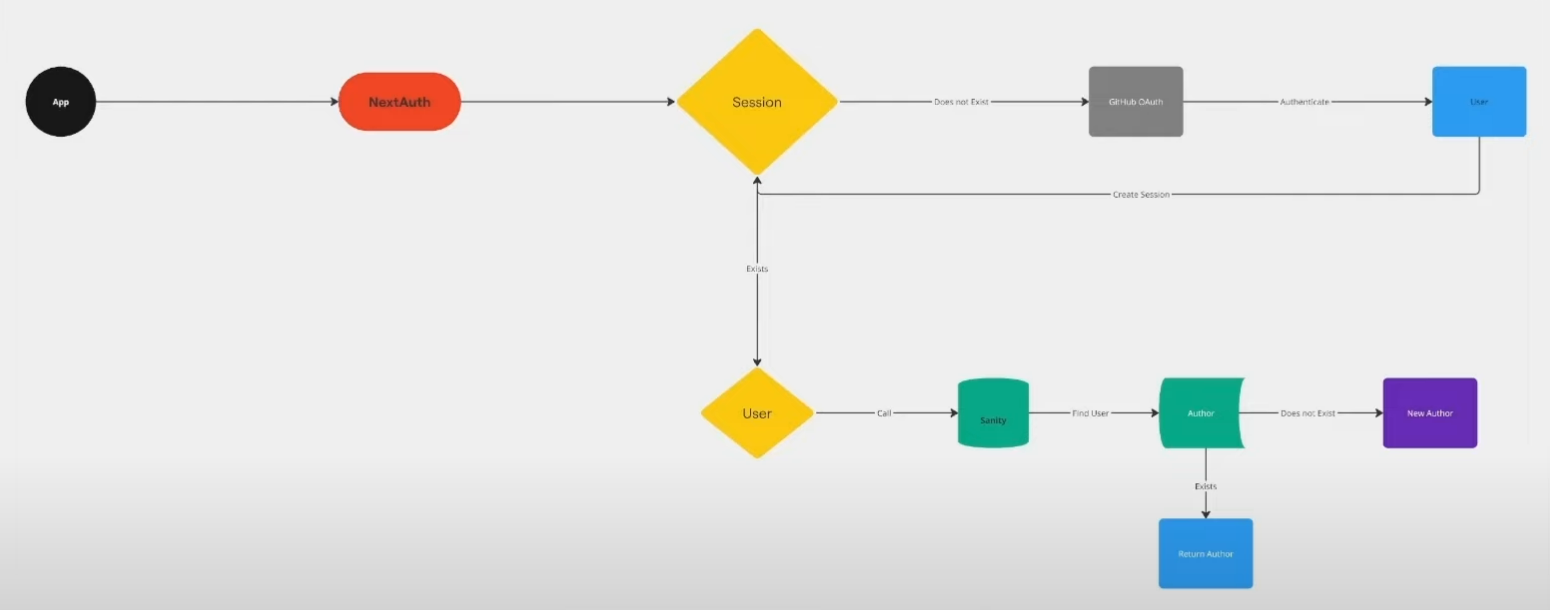 App
NextAuth
Session
Does not Exist
GitHub OAuth
Authenticate
User
Create Session
Exists
User
Call
Sanity
Find User
Author
Does not Exist
New Author
Exists
Return Author